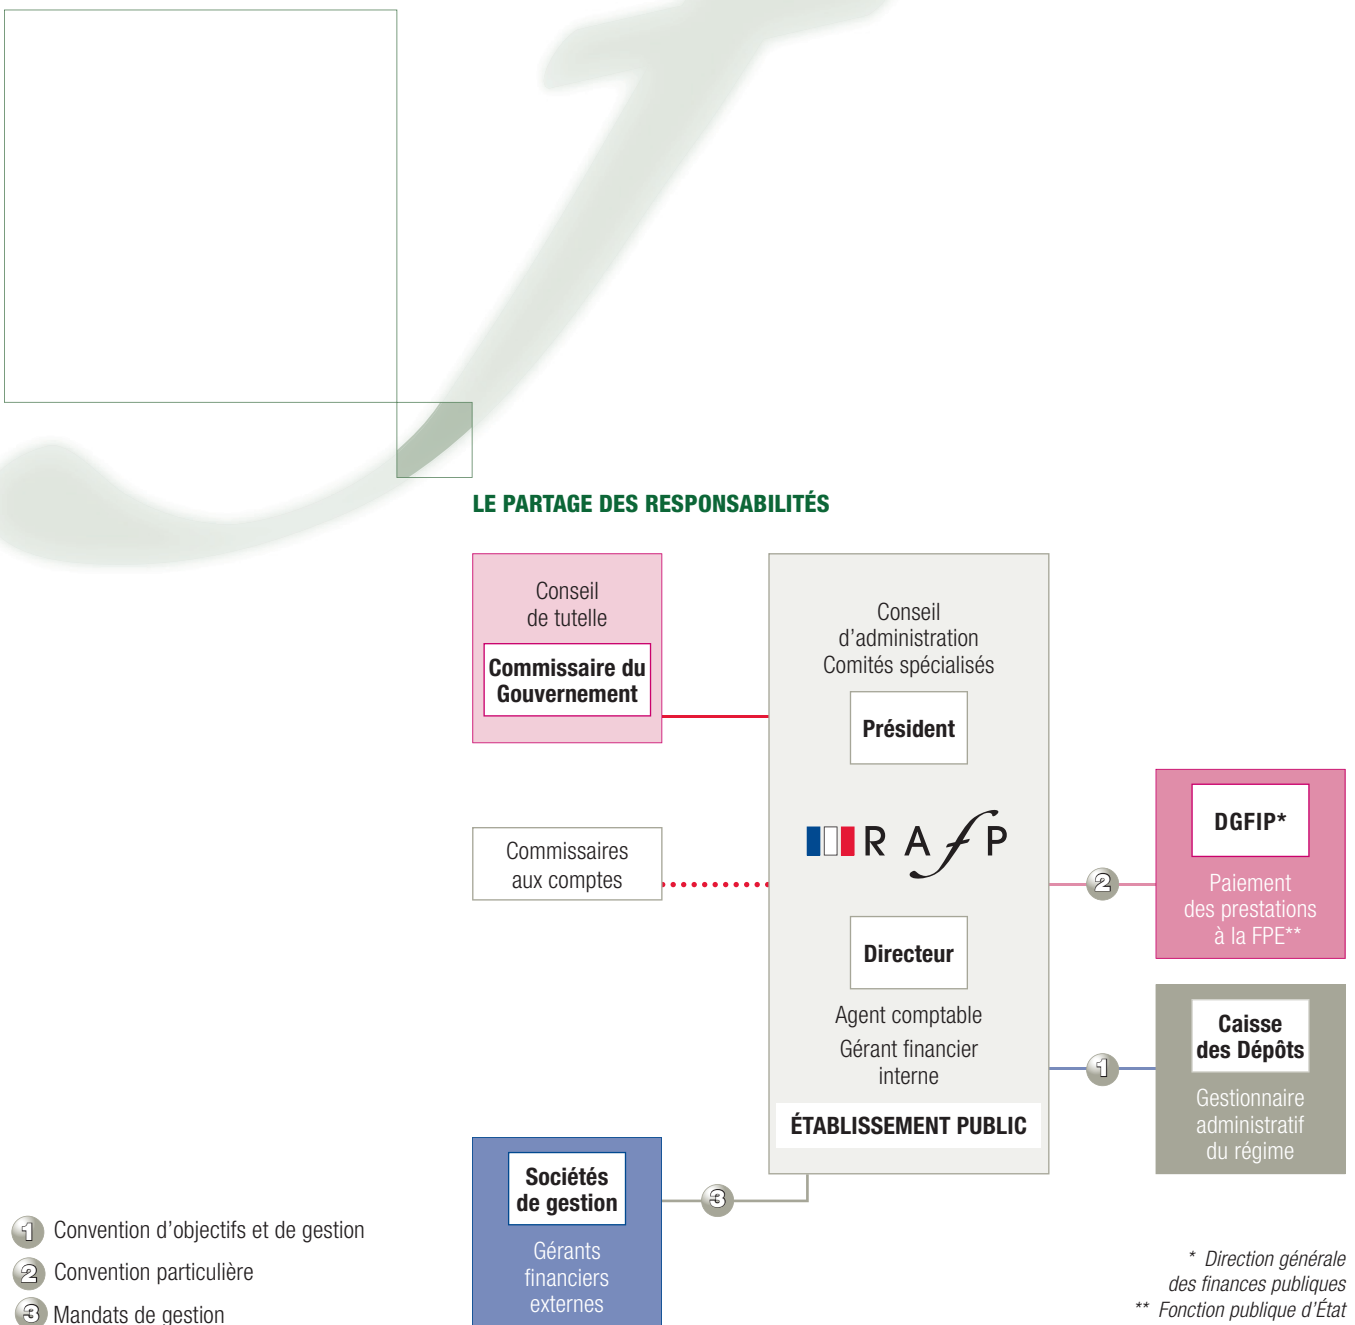 LE PARTAGE DES RESPONSABILITÉS
Conseil
de tutelle
Commissaire du
Gouvernement
Commissaires
aux comptes
Conseil
d'administration
Comités spécialisés
Président
RAfP
Directeur
Agent comptable
Gérant financier
interne
ÉTABLISSEMENT PUBLIC
2
DGFIP*
Paiement
des prestations
à la FPE**
1
Caisse
des Dépôts
Gestionnaire
administratif
du régime
Sociétés
de gestion
Gérants
financiers
externes
3
1 Convention d'objectifs et de gestion
2 Convention particulière
3 Mandats de gestion
* Direction générale
des finances publiques
** Fonction publique d'État